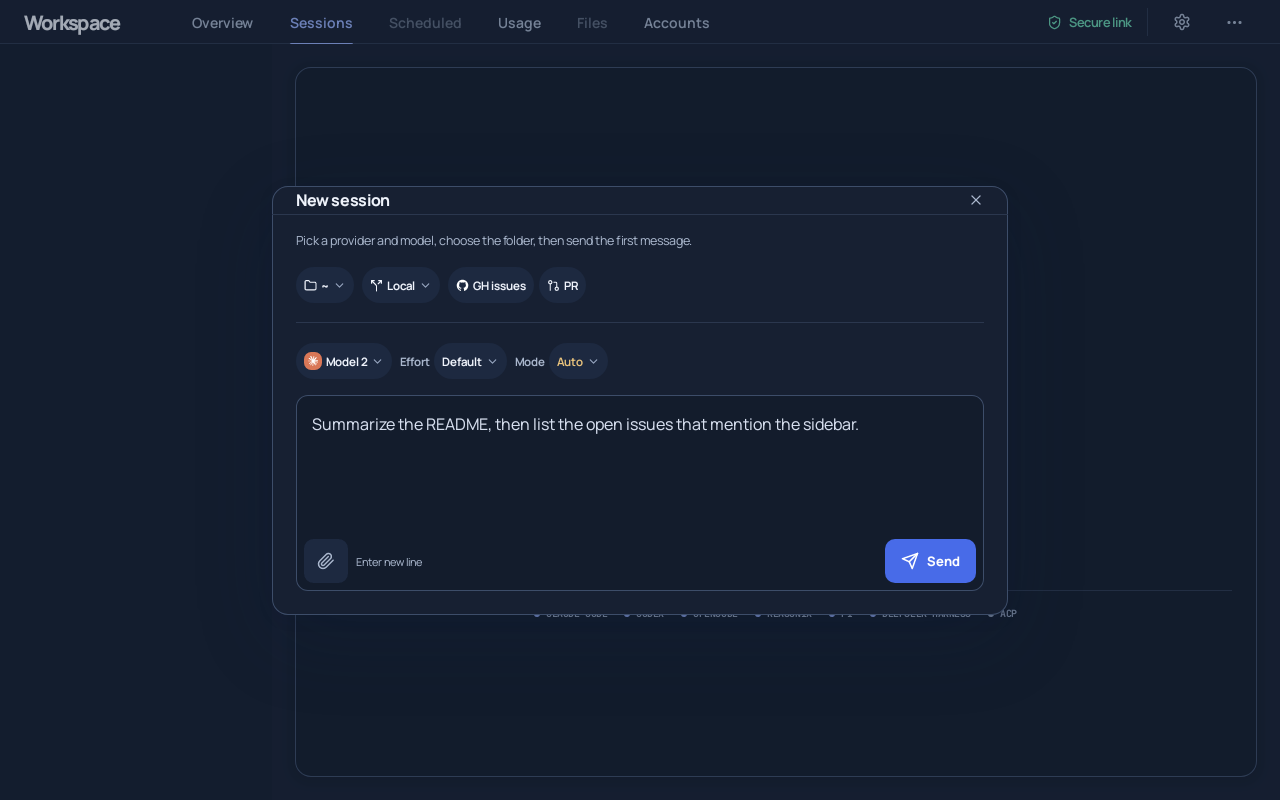 Workspace
Overview
Sessions
Scheduled
Usage
Files
Accounts
Secure link
New session
Pick a provider and model, choose the folder, then send the first message.
~
Local
GH issues
PR
Model 2
Effort
Default
Mode
Auto
Summarize the README, then list the open issues that mention the sidebar.
Enter new line
Send
ACP